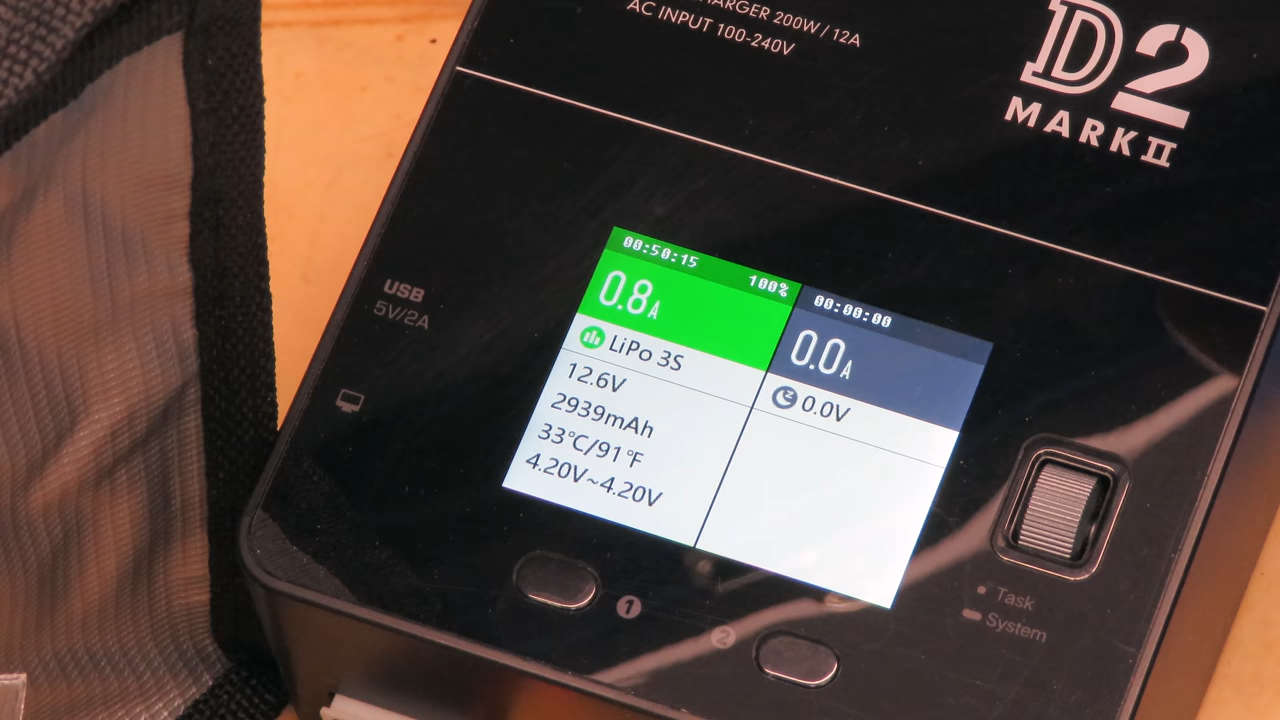 CHARGER 200W / 12A
AC INPUT 100-240V
D2
MARK II
USB
5V/2A
00:50:15
100%
0.8A
LiPo 3S
12.6V
2939mAh
33°C/91°F
4.20V~4.20V
00:00:00
0.0A
0.0V
1
2
Task
System